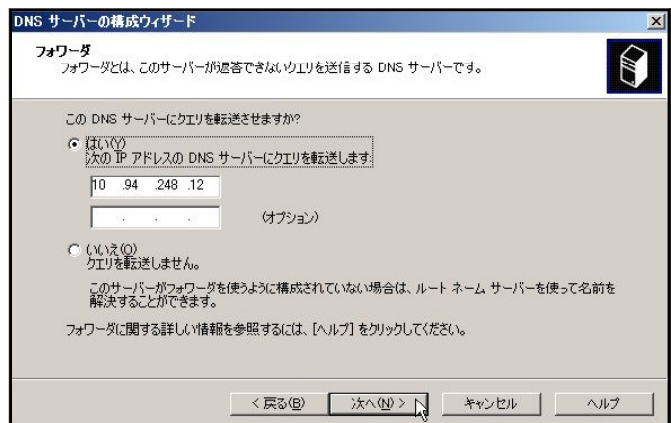 DNS サーバーの構成ウィザード
フォワーダ
フォワーダとは、このサーバーが返答できないクエリを送信する DNS サーバーです。
この DNS サーバーにクエリを転送させますか?
はい(Y)
次の IP アドレスの DNS サーバーにクエリを転送します:
10 .94 .248 .12
. . .
(オプション)
いいえ(O)
クエリを転送しません。
このサーバーがフォワーダを使うように構成されていない場合は、ルート ネーム サーバーを使って名前を
解決することができます。
フォワーダに関する詳しい情報を参照するには、[ヘルプ] をクリックしてください。
< 戻る(B)
次へ(N) >
キャンセル
ヘルプ